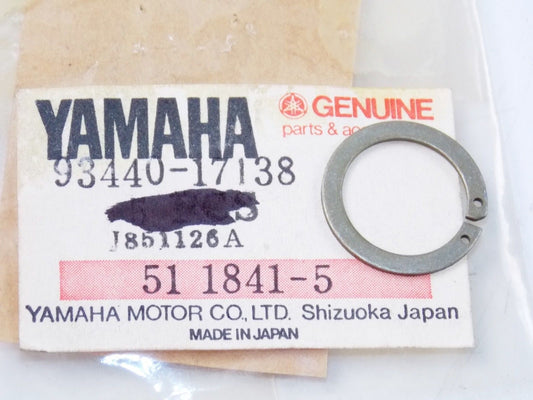 YAMAHA
GENUINE
parts & ac
93440-17138
J851126A
51 1841-5
YAMAHA MOTOR CO., LTD. Shizuoka Japan
MADE IN JAPAN